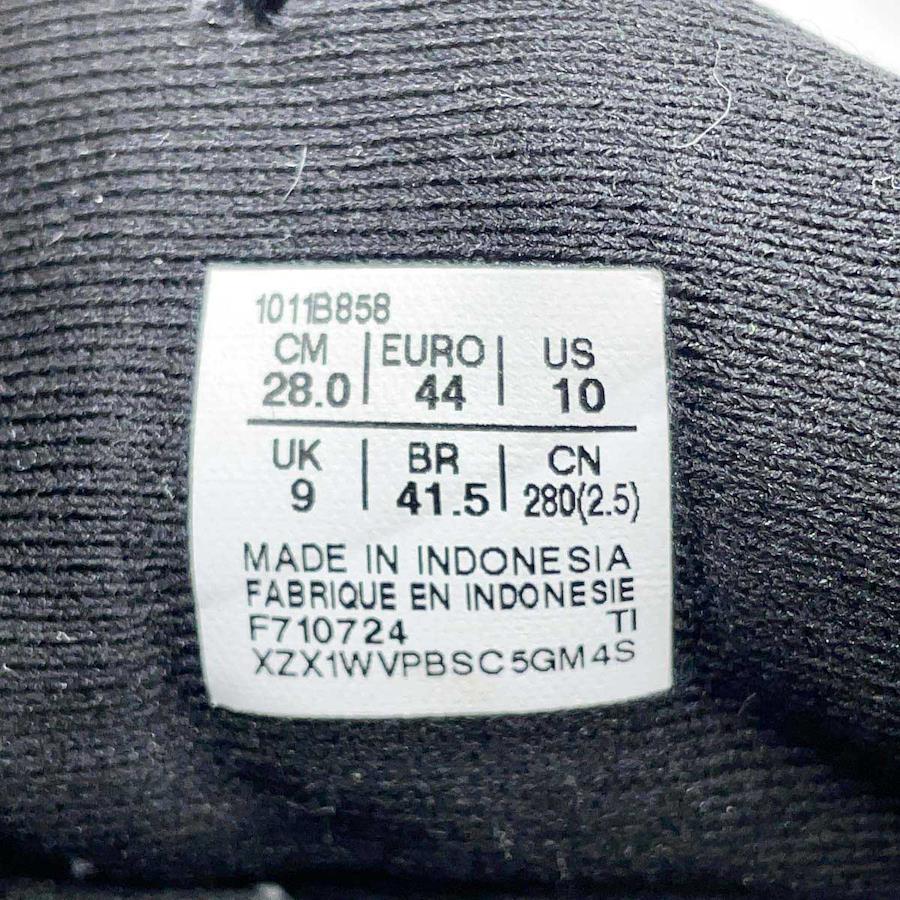 1011B858
CM | EURO | US
28.0 | 44 | 10
UK | BR | CN
9 | 41.5 | 280(2.5)
MADE IN INDONESIA
FABRIQUE EN INDONESIE
F710724 TI
XZX1WVPBSC5GM4S